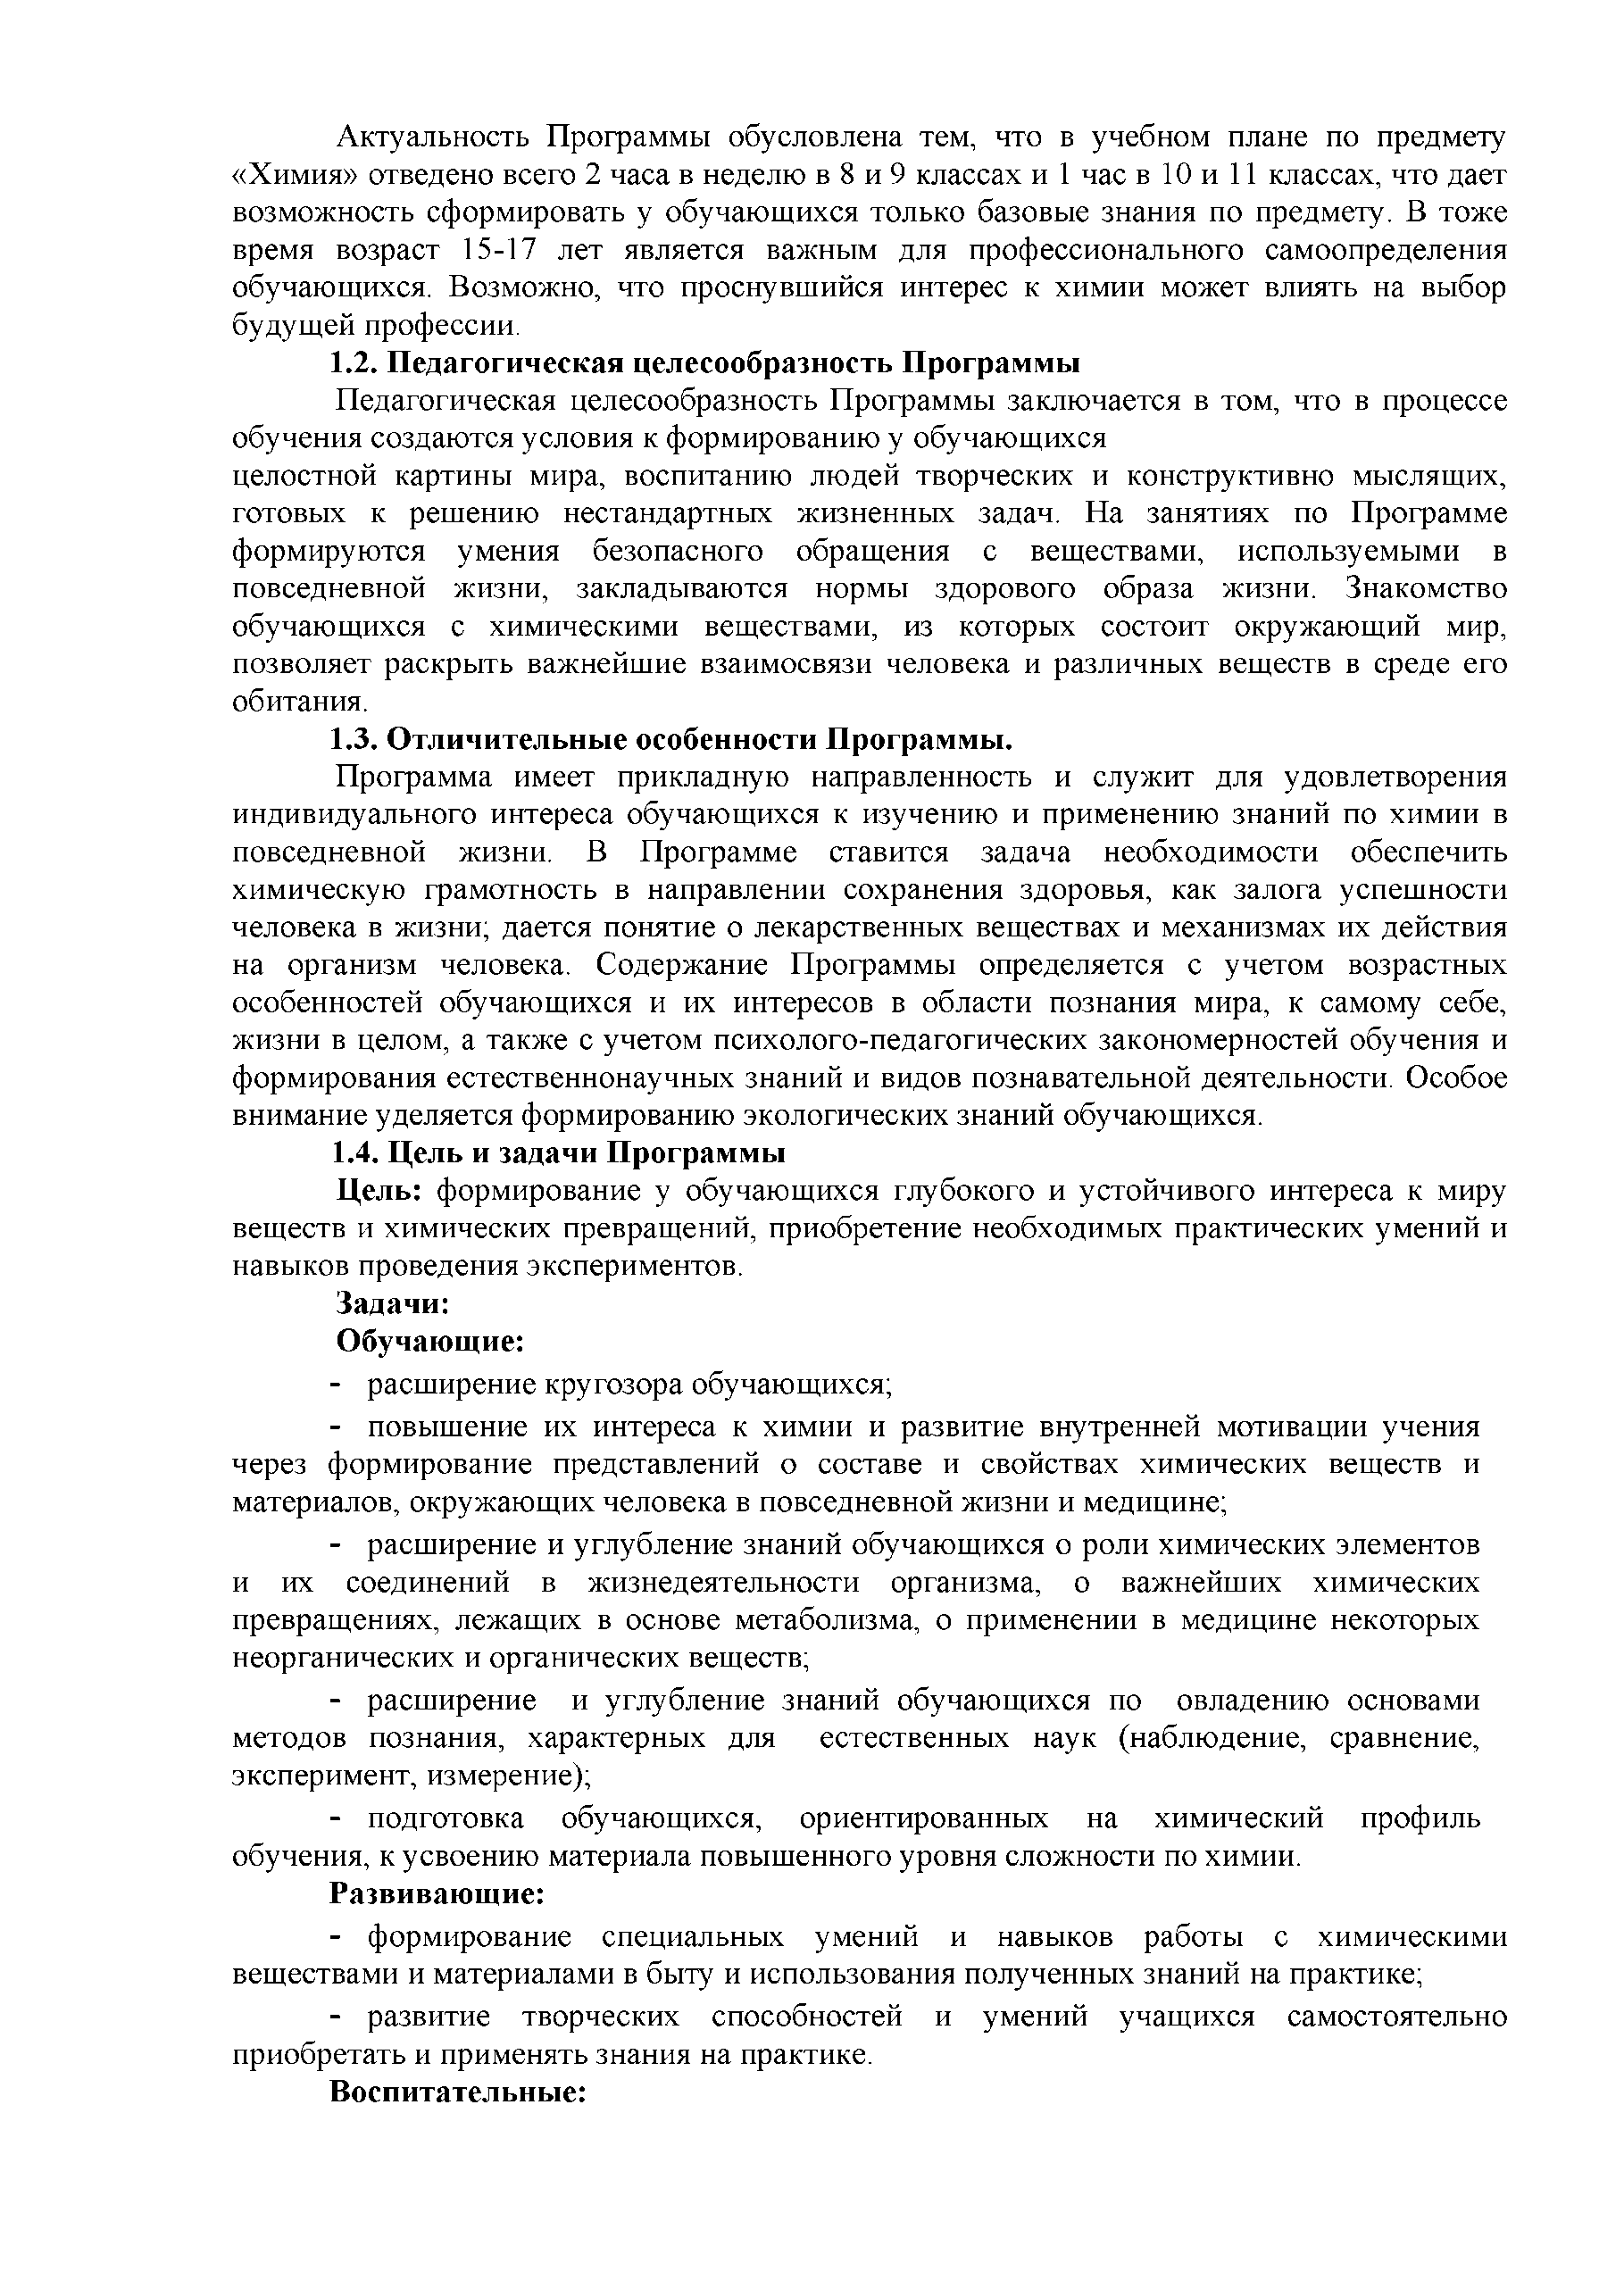 Актуальность Программы обусловлена тем, что в учебном плане по предмету
«Химия» отведено всего 2 часа в неделю в 8 и 9 классах и 1 час в 10 и 11 классах, что дает
возможность сформировать у обучающихся только базовые знания по предмету. В тоже
время возраст 15-17 лет является важным для профессионального самоопределения
обучающихся. Возможно, что проснувшийся интерес к химии может влиять на выбор
будущей профессии.
1.2. Педагогическая целесообразность Программы
Педагогическая целесообразность Программы заключается в том, что в процессе
обучения создаются условия к формированию у обучающихся
целостной картины мира, воспитанию людей творческих и конструктивно мыслящих,
готовых к решению нестандартных жизненных задач. На занятиях по Программе
формируются умения безопасного обращения с веществами, используемыми в
повседневной жизни, закладываются нормы здорового образа жизни. Знакомство
обучающихся с химическими веществами, из которых состоит окружающий мир,
позволяет раскрыть важнейшие взаимосвязи человека и различных веществ в среде его
обитания.
1.3. Отличительные особенности Программы.
Программа имеет прикладную направленность и служит для удовлетворения
индивидуального интереса обучающихся к изучению и применению знаний по химии в
повседневной жизни. В Программе ставится задача необходимости обеспечить
химическую грамотность в направлении сохранения здоровья, как залога успешности
человека в жизни; дается понятие о лекарственных веществах и механизмах их действия
на организм человека. Содержание Программы определяется с учетом возрастных
особенностей обучающихся и их интересов в области познания мира, к самому себе,
жизни в целом, а также с учетом психолого-педагогических закономерностей обучения и
формирования естественнонаучных знаний и видов познавательной деятельности. Особое
внимание уделяется формированию экологических знаний обучающихся.
1.4. Цель и задачи Программы
Цель: формирование у обучающихся глубокого и устойчивого интереса к миру
веществ и химических превращений, приобретение необходимых практических умений и
навыков проведения экспериментов.
Задачи:
Обучающие:
- расширение кругозора обучающихся;
- повышение их интереса к химии и развитие внутренней мотивации учения
через формирование представлений о составе и свойствах химических веществ и
материалов, окружающих человека в повседневной жизни и медицине;
- расширение и углубление знаний обучающихся о роли химических элементов
и их соединений в жизнедеятельности организма, о важнейших химических
превращениях, лежащих в основе метаболизма, о применении в медицине некоторых
неорганических и органических веществ;
- расширение и углубление знаний обучающихся по овладению основами
методов познания, характерных для естественных наук (наблюдение, сравнение,
эксперимент, измерение);
- подготовка обучающихся, ориентированных на химический профиль
обучения, к усвоению материала повышенного уровня сложности по химии.
Развивающие:
- формирование специальных умений и навыков работы с химическими
веществами и материалами в быту и использования полученных знаний на практике;
- развитие творческих способностей и умений учащихся самостоятельно
приобретать и применять знания на практике.
Воспитательные: